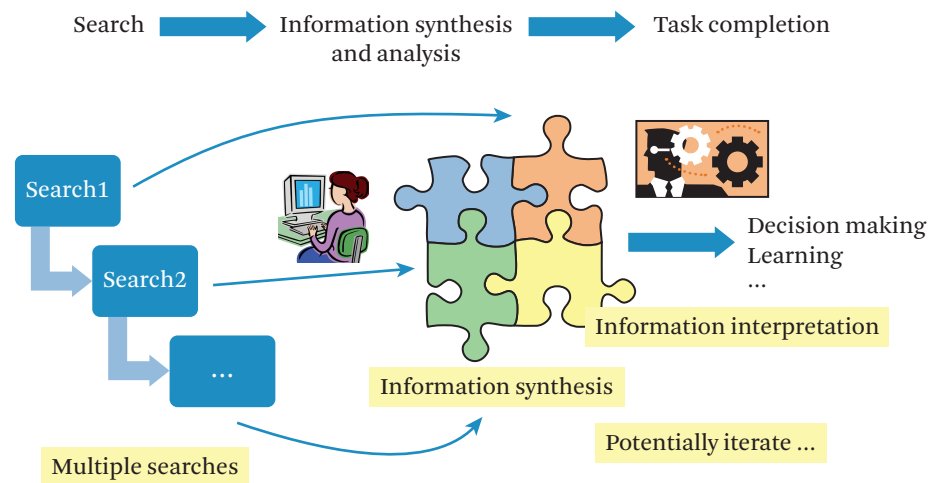 Search
Information synthesis
and analysis
Task completion
Search1
Search2
...
Decision making
Learning
...
Information interpretation
Information synthesis
Potentially iterate ...
Multiple searches